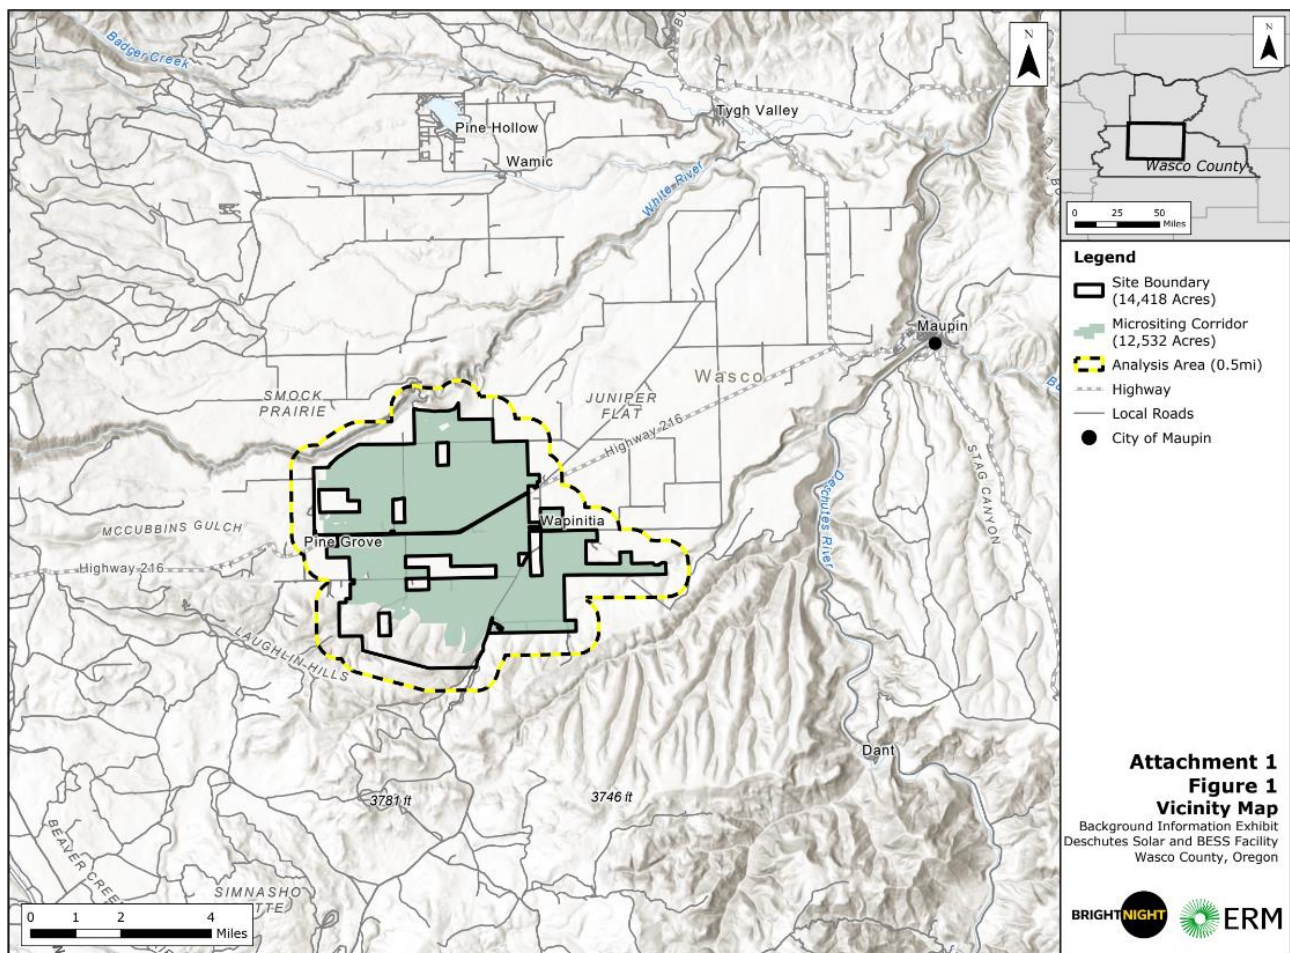 Badger Creek
Pine Hollow
Wamic
Tygh Valley
White River
N
Maupin
Wasco
SMOCK
PRAIRIE
JUNIPER
FLAT
Highway 216
STAG CANYON
Deschutes River
MCCUBBINS GULCH
Wapinitia
Pine Grove
Highway 216
LAUGHLIN HILLS
Dant
3781 ft
3746 ft
BEAVER CREE
SIMNASHO
TTE
0 1 2 4
Miles
N
Wasco County
0 25 50
Miles
Legend
Site Boundary
(14,418 Acres)
Micrositing Corridor
(12,532 Acres)
Analysis Area (0.5mi)
Highway
Local Roads
City of Maupin
Attachment 1
Figure 1
Vicinity Map
Background Information Exhibit
Deschutes Solar and BESS Facility
Wasco County, Oregon
BRIGHTNIGHT
ERM